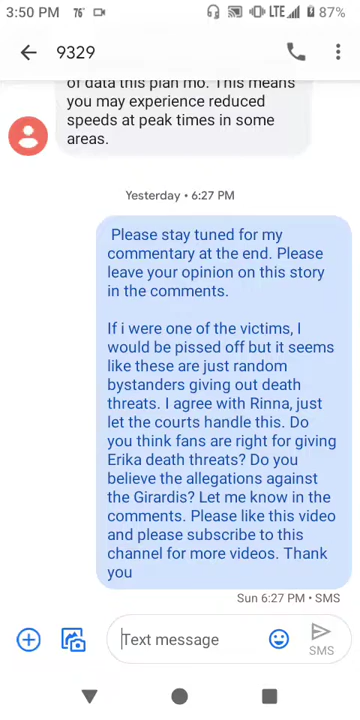 3:50 PM 76° LTE 87%
9329
of data this plan mo. This means
you may experience reduced
speeds at peak times in some
areas.
Yesterday • 6:27 PM
Please stay tuned for my
commentary at the end. Please
leave your opinion on this story
in the comments.
If i were one of the victims, I
would be pissed off but it seems
like these are just random
bystanders giving out death
threats. I agree with Rinna, just
let the courts handle this. Do
you think fans are right for giving
Erika death threats? Do you
believe the allegations against
the Girardis? Let me know in the
comments. Please like this video
and please subscribe to this
channel for more videos. Thank
you
Sun 6:27 PM • SMS
Text message
SMS